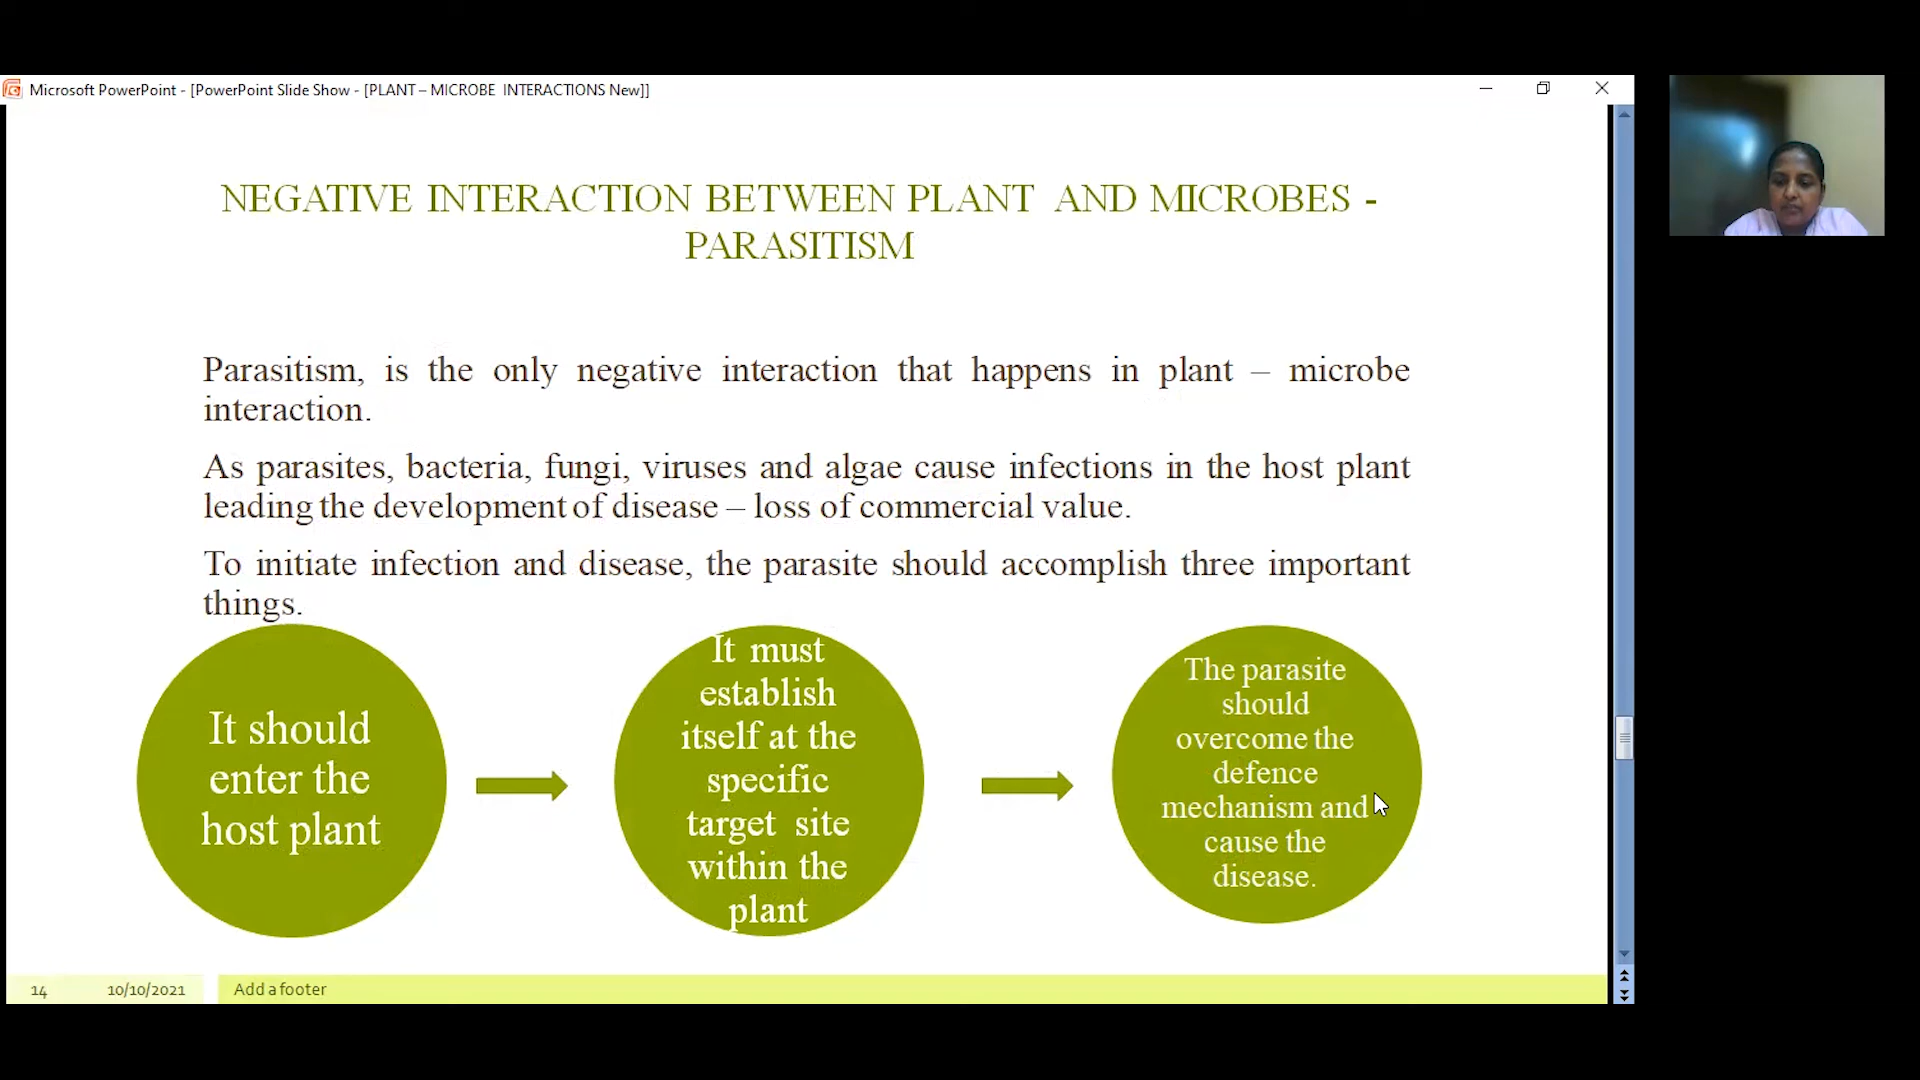 Microsoft PowerPoint - [PowerPoint Slide Show - [PLANT – MICROBE  INTERACTIONS New]]
NEGATIVE INTERACTION BETWEEN PLANT AND MICROBES -
PARASITISM
Parasitism, is the only negative interaction that happens in plant – microbe
interaction.
As parasites, bacteria, fungi, viruses and algae cause infections in the host plant
leading the development of disease – loss of commercial value.
To initiate infection and disease, the parasite should accomplish three important
things.
It should
enter the
host plant
It must
establish
itself at the
specific
target site
within the
plant
The parasite
should
overcome the
defence
mechanism and
cause the
disease.
14
10/10/2021
Add a footer